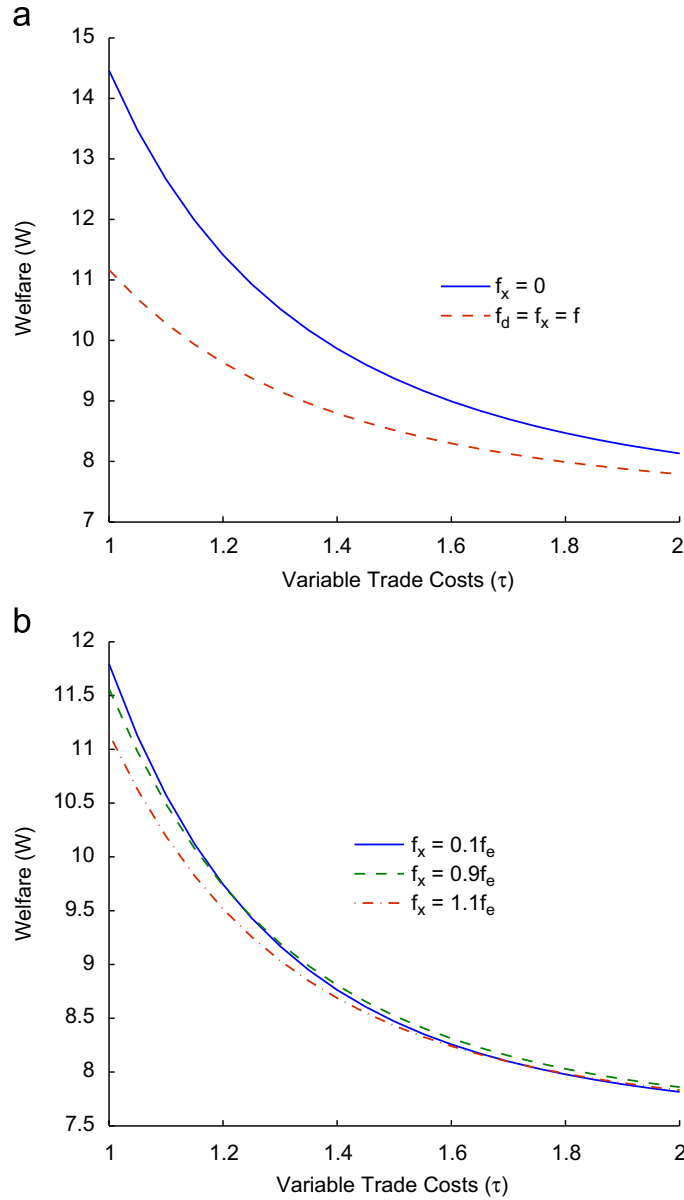 a
15
14
13
12
11
10
9
8
7
Welfare (W)
f_x = 0
f_d = f_x = f
1 1.2 1.4 1.6 1.8 2
Variable Trade Costs (τ)
b
12
11.5
11
10.5
10
9.5
9
8.5
8
7.5
Welfare (W)
f_x = 0.1f_e
f_x = 0.9f_e
f_x = 1.1f_e
1 1.2 1.4 1.6 1.8 2
Variable Trade Costs (τ)